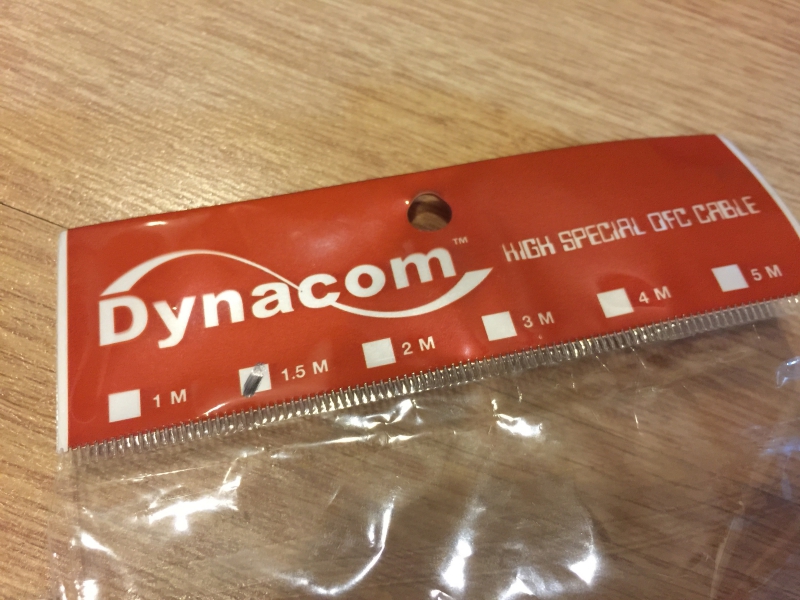 Dynacom™
HIGH SPECIAL OFC CABLE
1 M 1.5 M 2 M 3 M 4 M 5 M